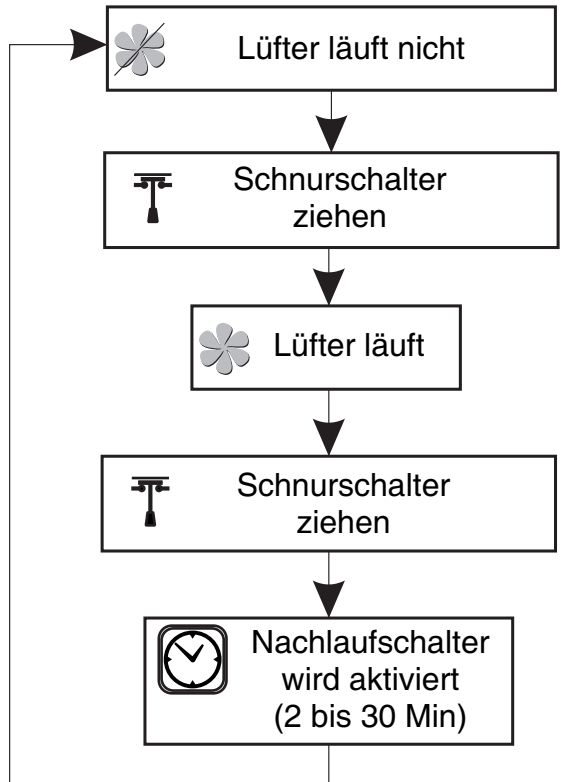 Lüfter läuft nicht
Schnurschalter
ziehen
Lüfter läuft
Schnurschalter
ziehen
Nachlaufschalter
wird aktiviert
(2 bis 30 Min)